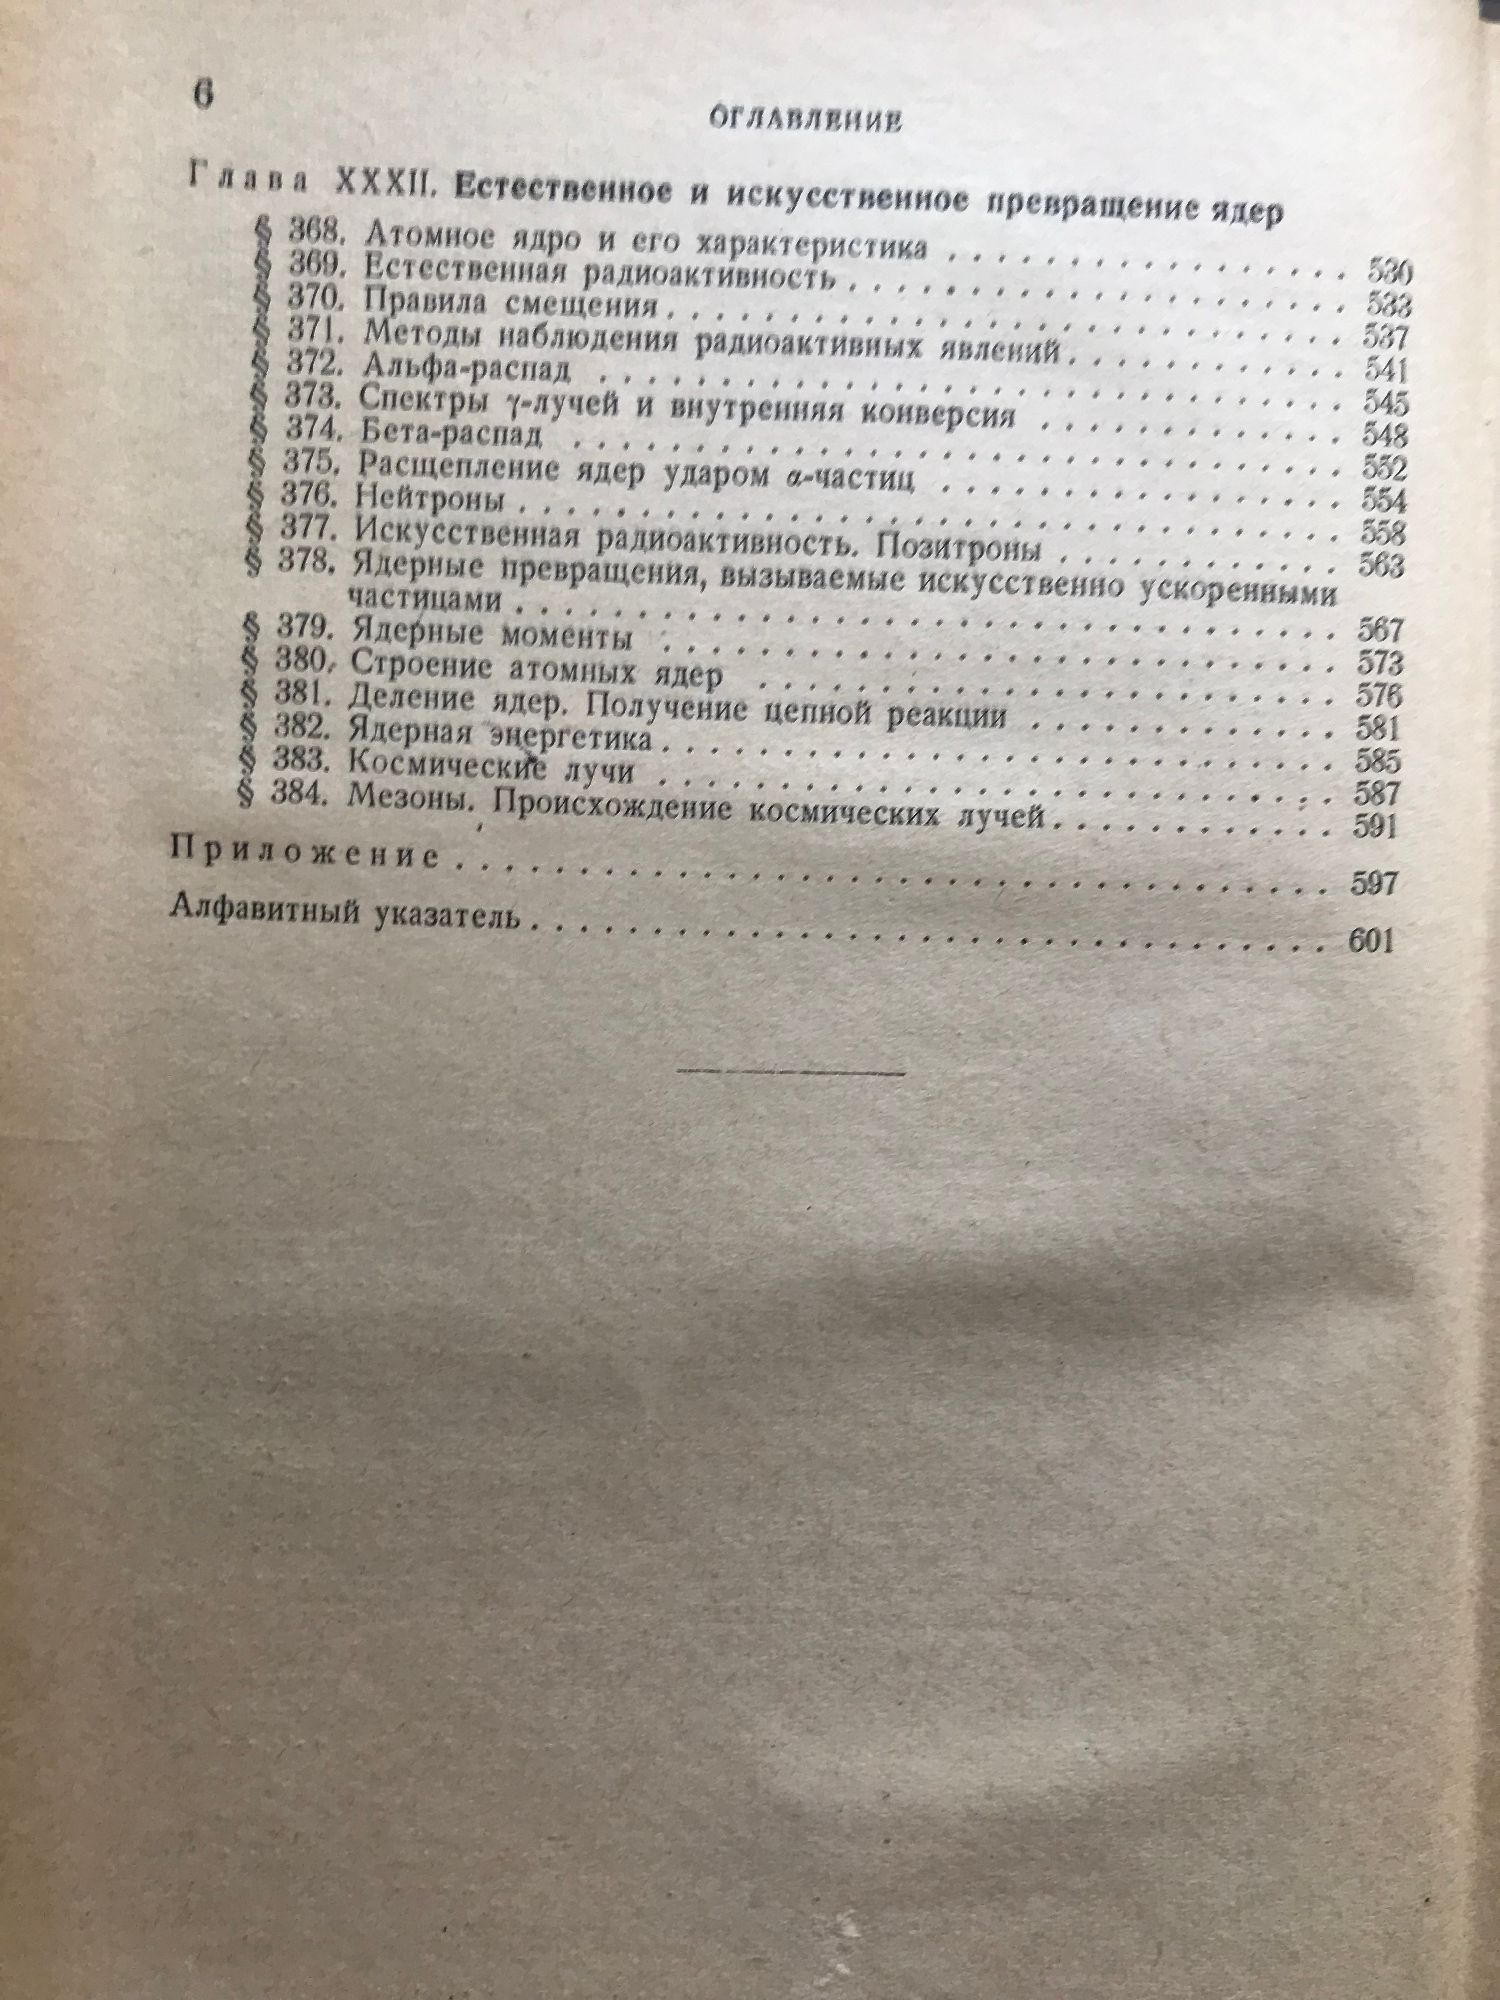 6
ОГЛАВЛЕНИЕ
Глава XXXII. Естественное и искусственное превращение ядер
§ 368. Атомное ядро и его характеристика . . . . . . . . . . . . . . . . 530
§ 369. Естественная радиоактивность . . . . . . . . . . . . . . . . . . . . 533
§ 370. Правила смещения . . . . . . . . . . . . . . . . . . . . . . . . . . 537
§ 371. Методы наблюдения радиоактивных явлений . . . . . . . . . . . . 541
§ 372. Альфа-распад . . . . . . . . . . . . . . . . . . . . . . . . . . . . 545
§ 373. Спектры γ-лучей и внутренняя конверсия . . . . . . . . . . . . . 548
§ 374. Бета-распад . . . . . . . . . . . . . . . . . . . . . . . . . . . . . 552
§ 375. Расщепление ядер ударом α-частиц . . . . . . . . . . . . . . . . . 554
§ 376. Нейтроны . . . . . . . . . . . . . . . . . . . . . . . . . . . . . . . 558
§ 377. Искусственная радиоактивность. Позитроны . . . . . . . . . . . . 563
§ 378. Ядерные превращения, вызываемые искусственно ускоренными
частицами . . . . . . . . . . . . . . . . . . . . . . . . . . . . . . . 567
§ 379. Ядерные моменты . . . . . . . . . . . . . . . . . . . . . . . . . . 573
§ 380. Строение атомных ядер . . . . . . . . . . . . . . . . . . . . . . . 576
§ 381. Деление ядер. Получение цепной реакции . . . . . . . . . . . . . 581
§ 382. Ядерная энергетика . . . . . . . . . . . . . . . . . . . . . . . . . 585
§ 383. Космические лучи . . . . . . . . . . . . . . . . . . . . . . . . . . 587
§ 384. Мезоны. Происхождение космических лучей . . . . . . . . . . . . 591
Приложение . . . . . . . . . . . . . . . . . . . . . . . . . . . . . . . . . 597
Алфавитный указатель . . . . . . . . . . . . . . . . . . . . . . . . . . . . 601